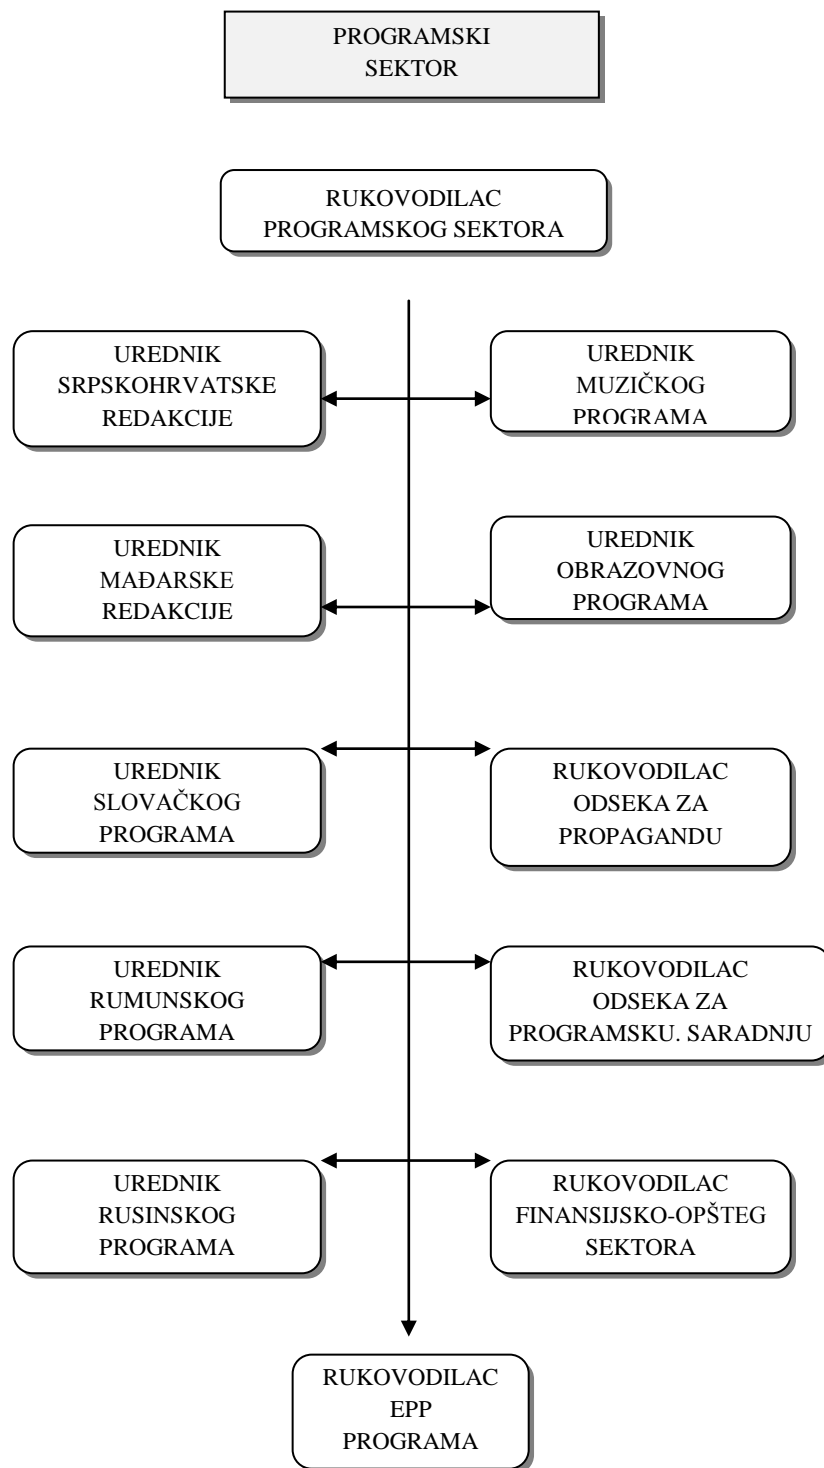 PROGRAMSKI
SEKTOR
RUKOVODILAC
PROGRAMSKOG SEKTORA
UREDNIK
SRPSKOHRVATSKE
REDAKCIJE
UREDNIK
MUZIČKOG
PROGRAMA
UREDNIK
MAĐARSKE
REDAKCIJE
UREDNIK
OBRAZOVNOG
PROGRAMA
UREDNIK
SLOVAČKOG
PROGRAMA
RUKOVODILAC
ODSEKA ZA
PROPAGANDU
UREDNIK
RUMUNSKOG
PROGRAMA
RUKOVODILAC
ODSEKA ZA
PROGRAMSKU. SARADNJU
UREDNIK
RUSINSKOG
PROGRAMA
RUKOVODILAC
FINANSIJSKO-OPŠTEG
SEKTORA
RUKOVODILAC
EPP
PROGRAMA